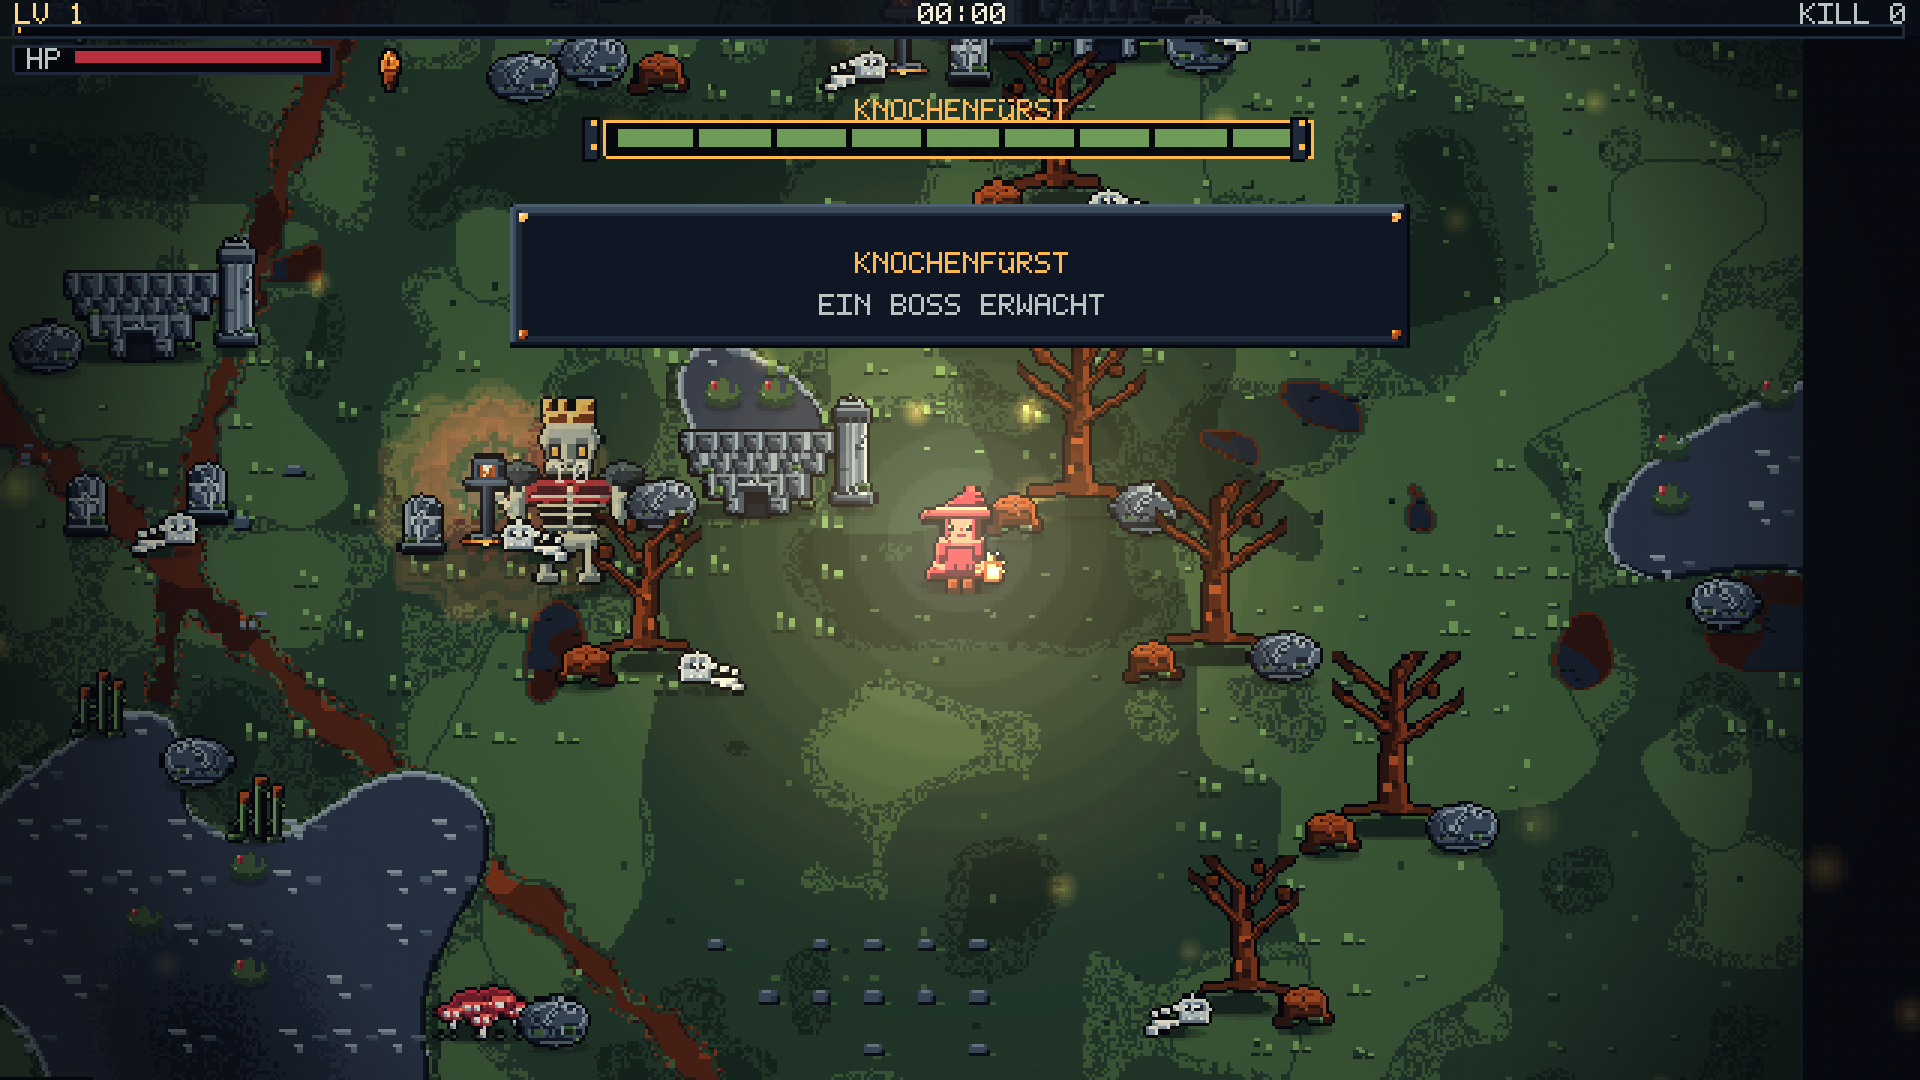 LV 1
00:00
KILL 0
HP
KNOCHENFüRST
KNOCHENFüRST
EIN BOSS ERWACHT